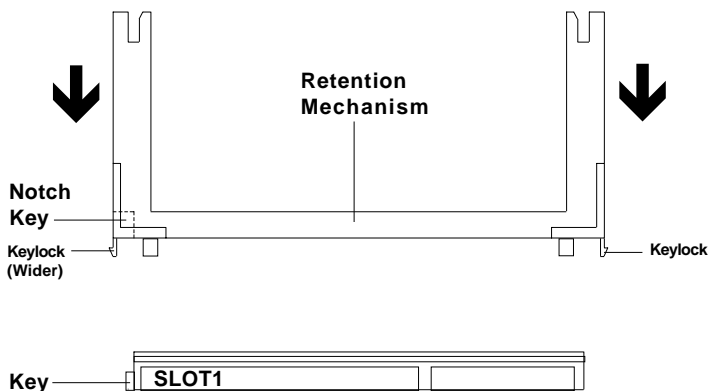 Retention
Mechanism
Notch
Key
Keylock
(Wider)
Keylock
Key
SLOT1